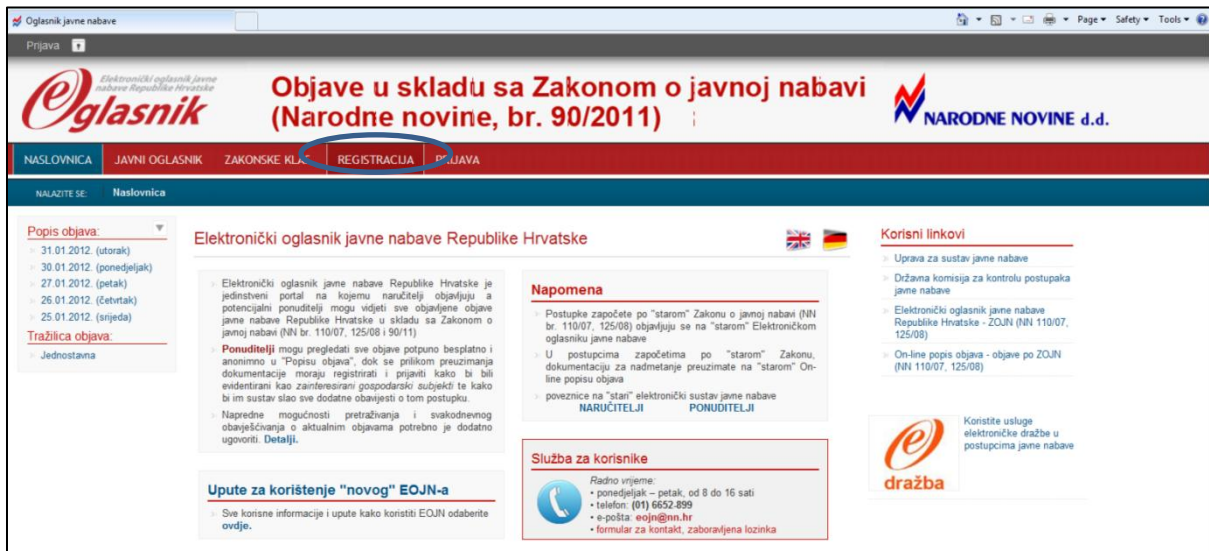 Oglasnik javne nabave
Page Safety Tools
Prijava
Elektronički oglasnik javne
nabave Republike Hrvatske
Oglasnik
Objave u skladu sa Zakonom o javnoj nabavi
(Narodne novine, br. 90/2011)
NARODNE NOVINE d.d.
NASLOVNICA JAVNI OGLASNIK ZAKONSKE REGISTRACIJA PRIJAVA
NALAZITE SE: Naslovnica
Popis objava:
31.01.2012. (utorak)
30.01.2012. (ponedjeljak)
27.01.2012. (petak)
26.01.2012. (četvrtak)
25.01.2012. (srijeda)
Tražilica objava:
Jednostavna
Elektronički oglasnik javne nabave Republike Hrvatske
Elektronički oglasnik javne nabave Republike Hrvatske je
jedinstveni portal na kojemu naručitelji objavljuju a
potencijalni ponuditelji mogu vidjeti sve objavljene objave
javne nabave Republike Hrvatske u skladu sa Zakonom o
javnoj nabavi (NN br. 110/07, 125/08 i 90/11)
Ponuditelji mogu pregledati sve objave potpuno besplatno i
anonimno u "Popisu objava", dok se prilikom preuzimanja
dokumentacije moraju registrirati i prijaviti kako bi bili
evidentirani kao zainteresirani gospodarski subjekti te kako
bi im sustav slao sve dodatne obavijesti o tom postupku.
Napredne mogućnosti pretraživanja i svakodnevnog
obavješćivanja o aktualnim objavama potrebno je dodatno
ugovoriti. Detalji.
Upute za korištenje "novog" EOJN-a
Sve korisne informacije i upute kako koristiti EOJN odaberite
ovdje.
Napomena
Postupke započete po "starom" Zakonu o javnoj nabavi (NN
br. 110/07, 125/08) objavljuju se na "starom" Elektroničkom
oglasniku javne nabave
U postupcima započetima po "starom" Zakonu,
dokumentaciju za nadmetanje preuzimate na "starom" On-
line popisu objava
poveznice na "stari" elektronički sustav javne nabave
NARUČITELJI PONUDITELJI
Služba za korisnike
Radno vrijeme:
• ponedjeljak – petak, od 8 do 16 sati
• telefon: (01) 6652-899
• e-pošta: eojn@nn.hr
• formular za kontakt, zaboravljena lozinka
Korisni linkovi
Uprava za sustav javne nabave
Državna komisija za kontrolu postupaka
javne nabave
Elektronički oglasnik javne nabave
Republike Hrvatske - ZOJN (NN 110/07,
125/08)
On-line popis objava - objave po ZOJN
(NN 110/07, 125/08)
e
dražba
Koristite usluge
elektroničke dražbe u
postupcima javne nabave